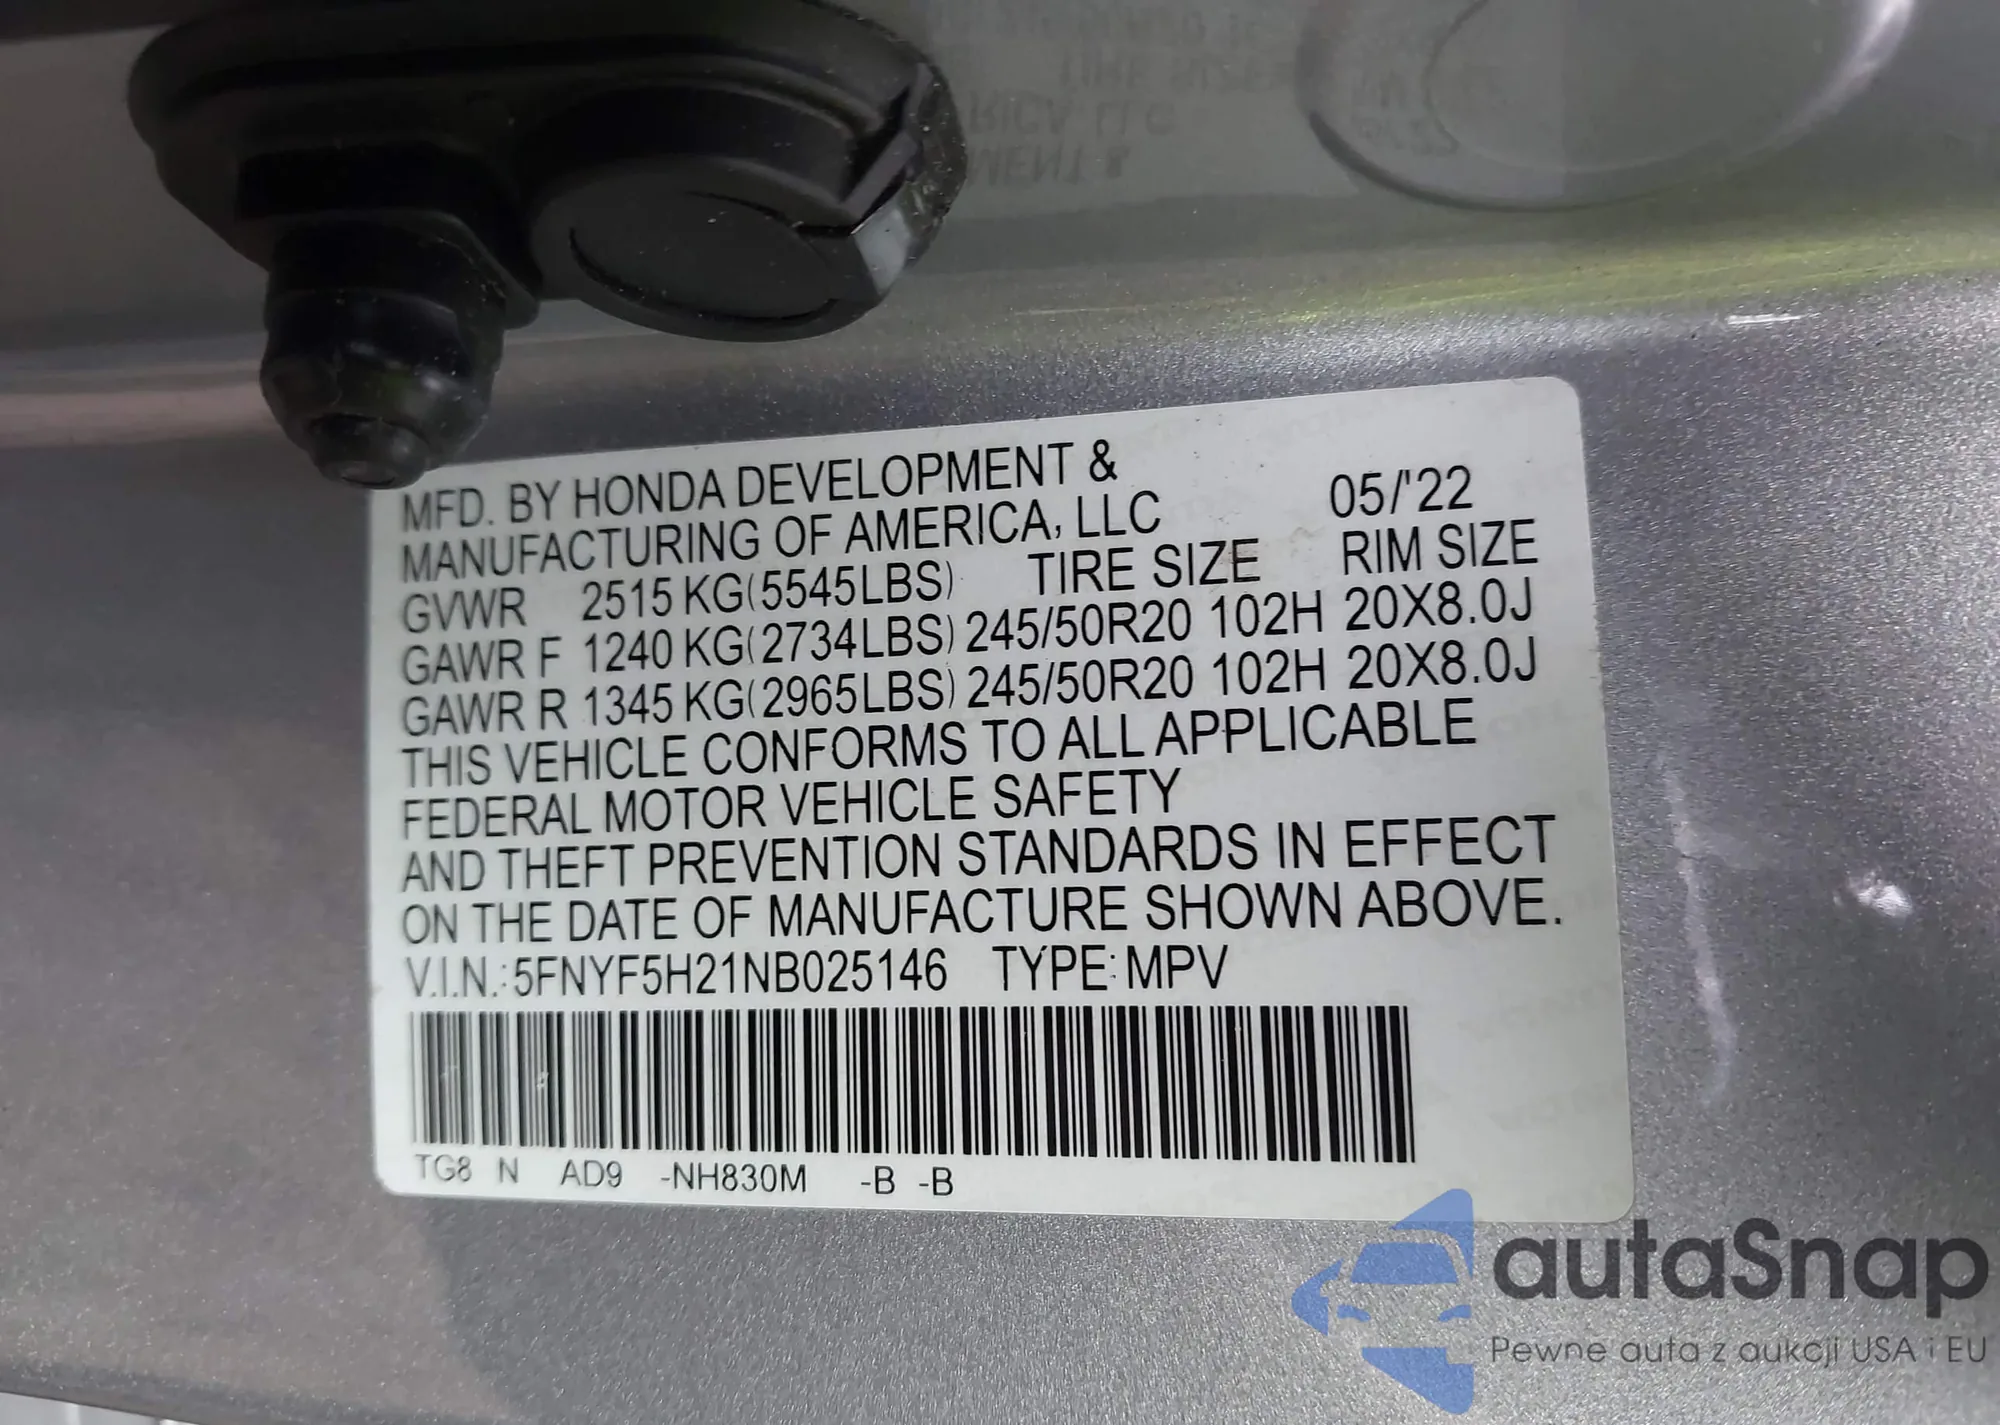 MFD. BY HONDA DEVELOPMENT &
MANUFACTURING OF AMERICA, LLC 05/'22
GVWR 2515 KG(5545LBS) TIRE SIZE RIM SIZE
GAWR F 1240 KG(2734LBS) 245/50R20 102H 20X8.0J
GAWR R 1345 KG(2965LBS) 245/50R20 102H 20X8.0J
THIS VEHICLE CONFORMS TO ALL APPLICABLE
FEDERAL MOTOR VEHICLE SAFETY
AND THEFT PREVENTION STANDARDS IN EFFECT
ON THE DATE OF MANUFACTURE SHOWN ABOVE.
V.I.N.:5FNYF5H21NB025146 TYPE:MPV
TG8 N AD9 -NH830M -B -B
autaSnap
Pewne auta z aukcji USA i EU